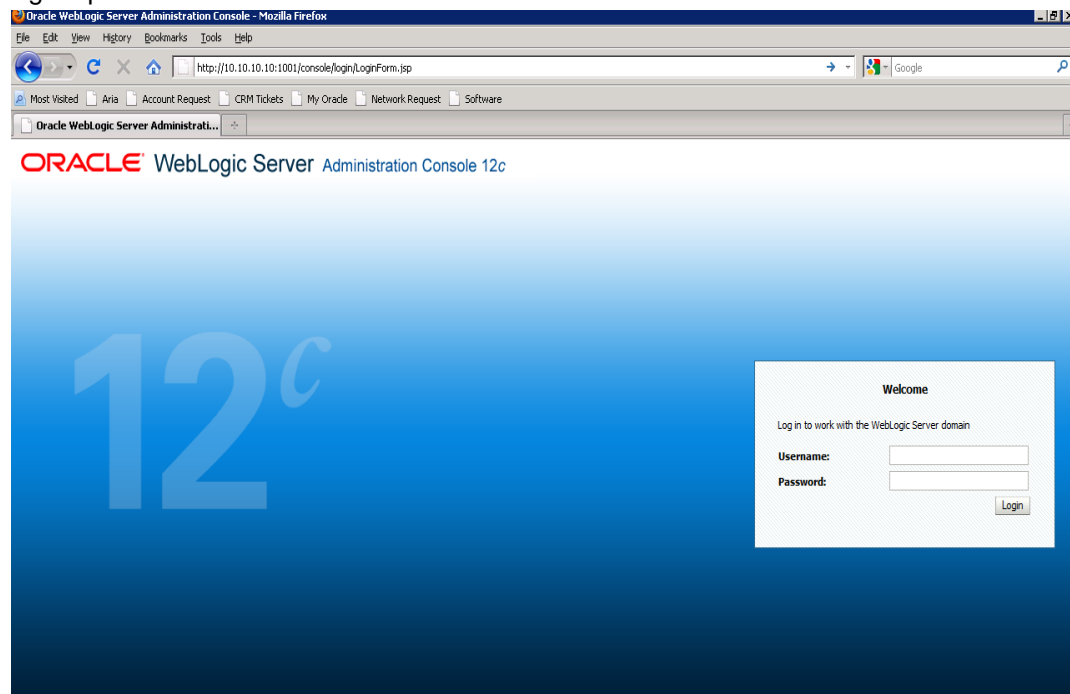 Oracle WebLogic Server Administration Console - Mozilla Firefox
File Edit View History Bookmarks Tools Help
http://10.10.10.10:1001/console/login/LoginForm.jsp Google
Most Visited Aria Account Request CRM Tickets My Oracle Network Request Software
Oracle WebLogic Server Administrati...
ORACLE WebLogic Server Administration Console 12c
12c
Welcome
Log in to work with the WebLogic Server domain
Username:
Password:
Login